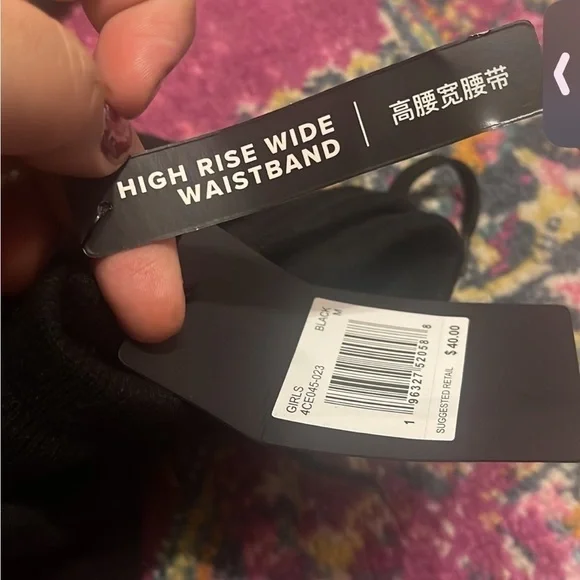 HIGH RISE WIDE
WAISTBAND
高腰宽腰带
GIRLS
4CE045-023
BLACK
M
1 96327 52058 8
SUGGESTED RETAIL $40.00